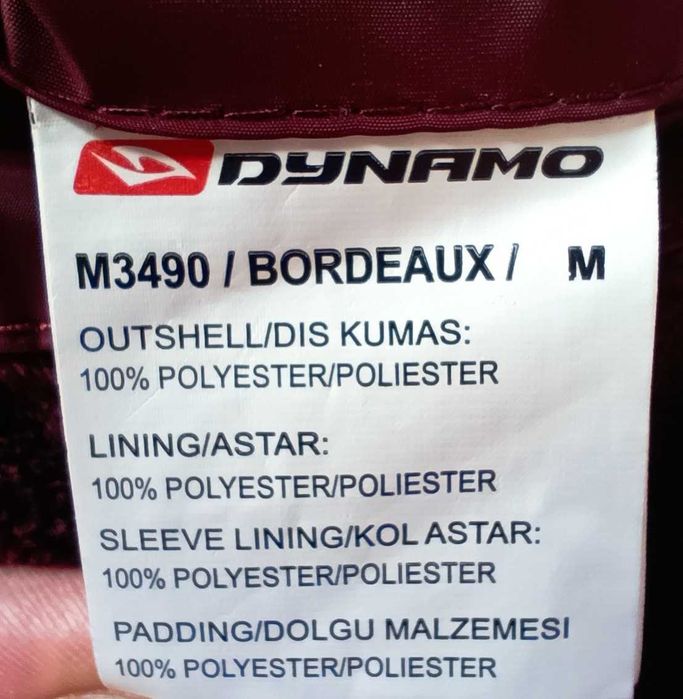 DYNAMO
M3490 / BORDEAUX / M
OUTSHELL/DIS KUMAS:
100% POLYESTER/POLIESTER
LINING/ASTAR:
100% POLYESTER/POLIESTER
SLEEVE LINING/KOL ASTAR:
100% POLYESTER/POLIESTER
PADDING/DOLGU MALZEMESI
100% POLYESTER/POLIESTER